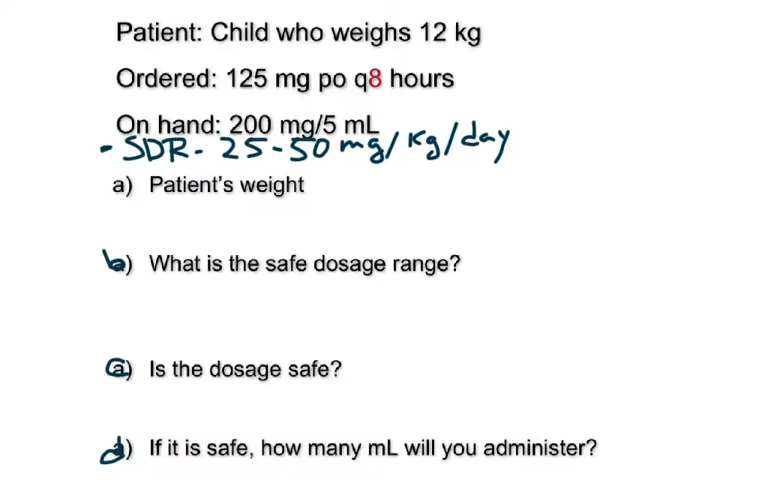 Patient: Child who weighs 12 kg
Ordered: 125 mg po q8 hours
On hand: 200 mg/5 mL
- SDR - 25-50 mg/kg/day
a) Patient's weight
b) What is the safe dosage range?
c) Is the dosage safe?
d) If it is safe, how many mL will you administer?